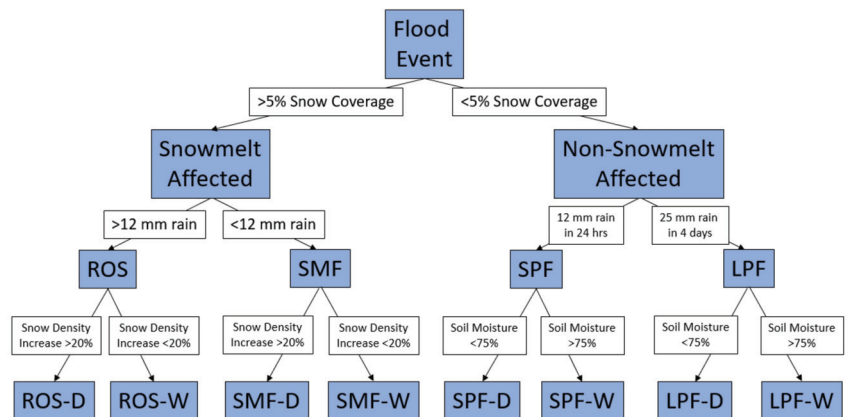 Flood
Event
>5% Snow Coverage
<5% Snow Coverage
Snowmelt
Affected
Non-Snowmelt
Affected
>12 mm rain
<12 mm rain
12 mm rain
in 24 hrs
25 mm rain
in 4 days
ROS
SMF
SPF
LPF
Snow Density
Increase >20%
Snow Density
Increase <20%
Snow Density
Increase >20%
Snow Density
Increase <20%
Soil Moisture
<75%
Soil Moisture
>75%
Soil Moisture
<75%
Soil Moisture
>75%
ROS-D
ROS-W
SMF-D
SMF-W
SPF-D
SPF-W
LPF-D
LPF-W